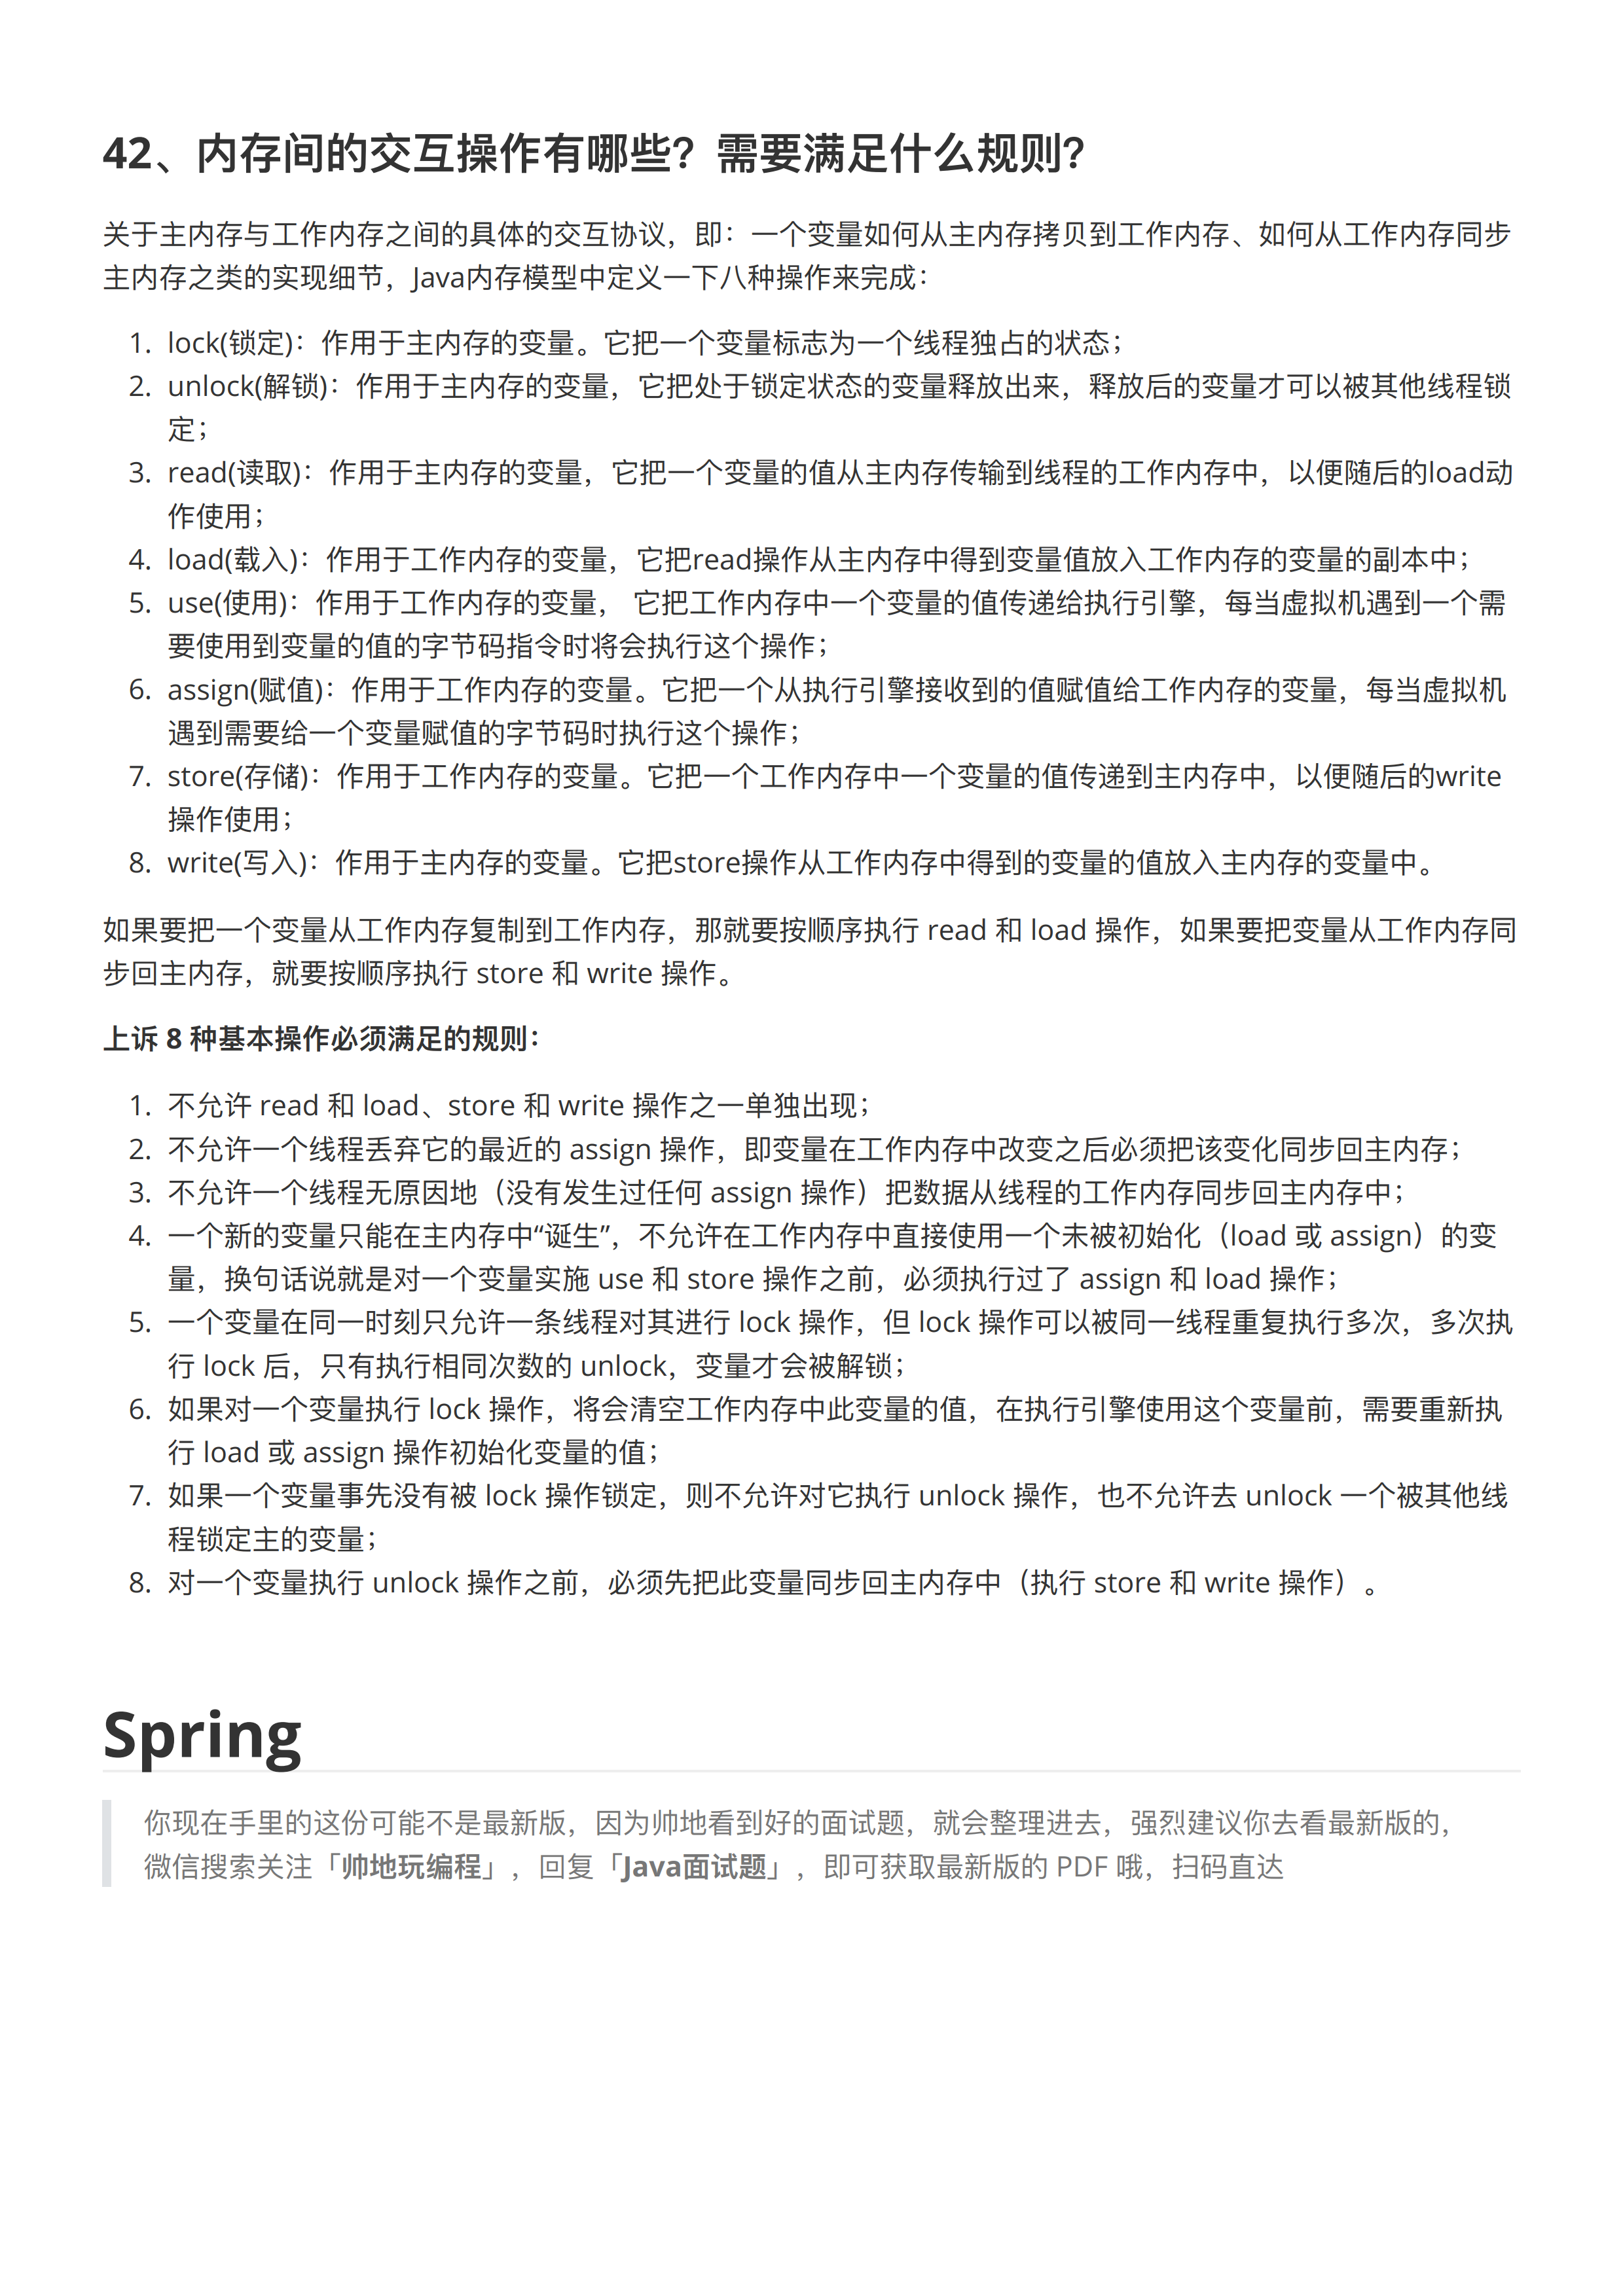 42、内存间的交互操作有哪些？需要满足什么规则？
关于主内存与工作内存之间的具体的交互协议，即：一个变量如何从主内存拷贝到工作内存、如何从工作内存同步
主内存之类的实现细节，Java内存模型中定义一下八种操作来完成：
1. lock(锁定)：作用于主内存的变量。它把一个变量标志为一个线程独占的状态；
2. unlock(解锁)：作用于主内存的变量，它把处于锁定状态的变量释放出来，释放后的变量才可以被其他线程锁
定；
3. read(读取)：作用于主内存的变量，它把一个变量的值从主内存传输到线程的工作内存中，以便随后的load动
作使用；
4. load(载入)：作用于工作内存的变量，它把read操作从主内存中得到变量值放入工作内存的变量的副本中；
5. use(使用)：作用于工作内存的变量， 它把工作内存中一个变量的值传递给执行引擎，每当虚拟机遇到一个需
要使用到变量的值的字节码指令时将会执行这个操作；
6. assign(赋值)：作用于工作内存的变量。它把一个从执行引擎接收到的值赋值给工作内存的变量，每当虚拟机
遇到需要给一个变量赋值的字节码时执行这个操作；
7. store(存储)：作用于工作内存的变量。它把一个工作内存中一个变量的值传递到主内存中，以便随后的write
操作使用；
8. write(写入)：作用于主内存的变量。它把store操作从工作内存中得到的变量的值放入主内存的变量中。
如果要把一个变量从工作内存复制到工作内存，那就要按顺序执行 read 和 load 操作，如果要把变量从工作内存同
步回主内存，就要按顺序执行 store 和 write 操作。
上诉 8 种基本操作必须满足的规则：
1. 不允许 read 和 load、store 和 write 操作之一单独出现；
2. 不允许一个线程丢弃它的最近的 assign 操作，即变量在工作内存中改变之后必须把该变化同步回主内存；
3. 不允许一个线程无原因地（没有发生过任何 assign 操作）把数据从线程的工作内存同步回主内存中；
4. 一个新的变量只能在主内存中“诞生”，不允许在工作内存中直接使用一个未被初始化（load 或 assign）的变
量，换句话说就是对一个变量实施 use 和 store 操作之前，必须执行过了 assign 和 load 操作；
5. 一个变量在同一时刻只允许一条线程对其进行 lock 操作，但 lock 操作可以被同一线程重复执行多次，多次执
行 lock 后，只有执行相同次数的 unlock，变量才会被解锁；
6. 如果对一个变量执行 lock 操作，将会清空工作内存中此变量的值，在执行引擎使用这个变量前，需要重新执
行 load 或 assign 操作初始化变量的值；
7. 如果一个变量事先没有被 lock 操作锁定，则不允许对它执行 unlock 操作，也不允许去 unlock 一个被其他线
程锁定主的变量；
8. 对一个变量执行 unlock 操作之前，必须先把此变量同步回主内存中（执行 store 和 write 操作）。
Spring
你现在手里的这份可能不是最新版，因为帅地看到好的面试题，就会整理进去，强烈建议你去看最新版的，
微信搜索关注「帅地玩编程」，回复「Java面试题」，即可获取最新版的 PDF 哦，扫码直达